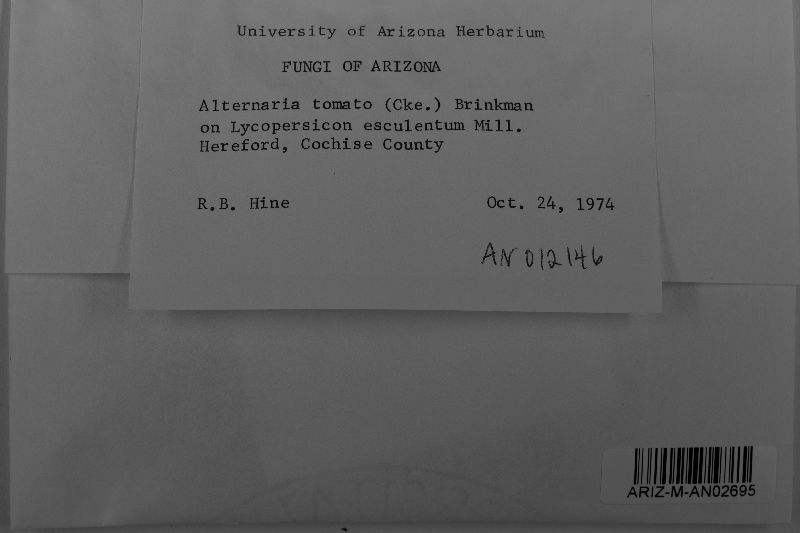 University of Arizona Herbarium
FUNGI OF ARIZONA
Alternaria tomato (Cke.) Brinkman
on Lycopersicon esculentum Mill.
Hereford, Cochise County
R.B. Hine Oct. 24, 1974
AN 012146
ARIZ-M-AN02695